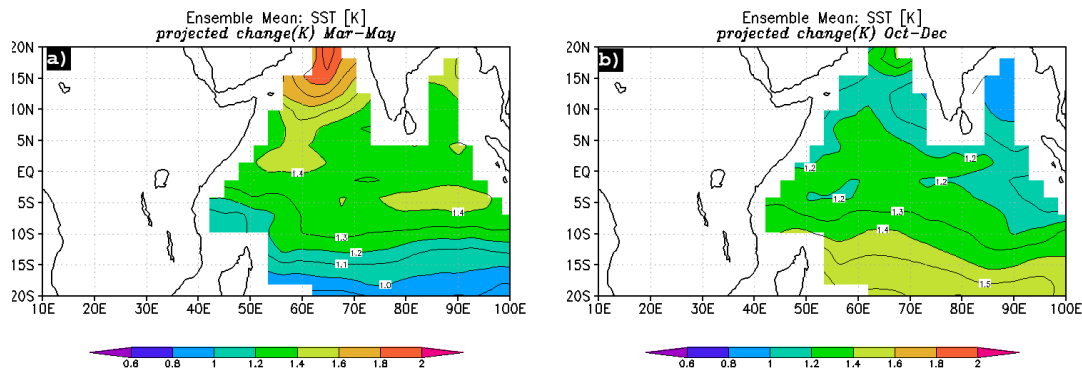 Ensemble Mean: SST [K]
projected change(K) Mar-May
a)
20N
15N
10N
5N
EQ
5S
10S
15S
20S
10E 20E 30E 40E 50E 60E 70E 80E 90E 100E
1.4
1.4
1.3
1.2
1.1
1.0
0.6 0.8 1 1.2 1.4 1.6 1.8 2
Ensemble Mean: SST [K]
projected change(K) Oct-Dec
b)
20N
15N
10N
5N
EQ
5S
10S
15S
20S
10E 20E 30E 40E 50E 60E 70E 80E 90E 100E
1.2
1.2
1.2
1.2
1.3
1.4
1.5
0.6 0.8 1 1.2 1.4 1.6 1.8 2